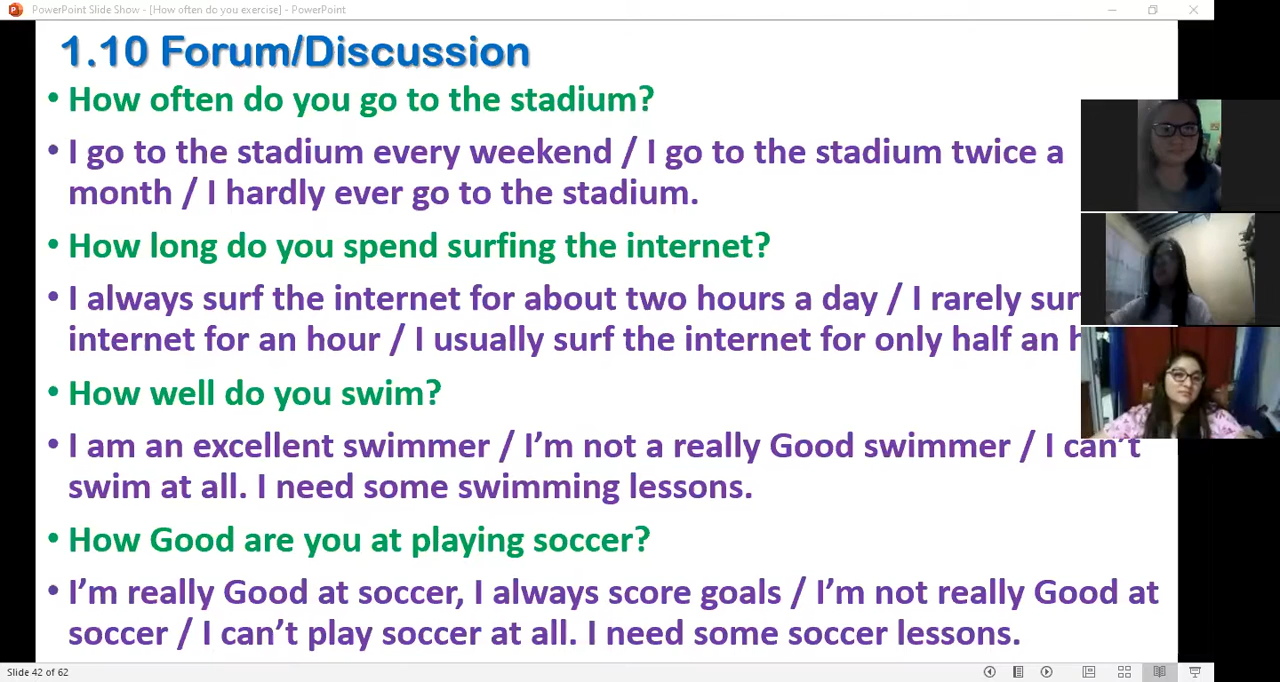 PowerPoint Slide Show - [How often do you exercise] - PowerPoint
1.10 Forum/Discussion
• How often do you go to the stadium?
• I go to the stadium every weekend / I go to the stadium twice a
month / I hardly ever go to the stadium.
• How long do you spend surfing the internet?
• I always surf the internet for about two hours a day / I rarely
internet for an hour / I usually surf the internet for only half an
• How well do you swim?
• I am an excellent swimmer / I'm not a really Good swimmer / I can't
swim at all. I need some swimming lessons.
• How Good are you at playing soccer?
• I'm really Good at soccer, I always score goals / I'm not really Good at
soccer / I can't play soccer at all. I need some soccer lessons.
Slide 42 of 62